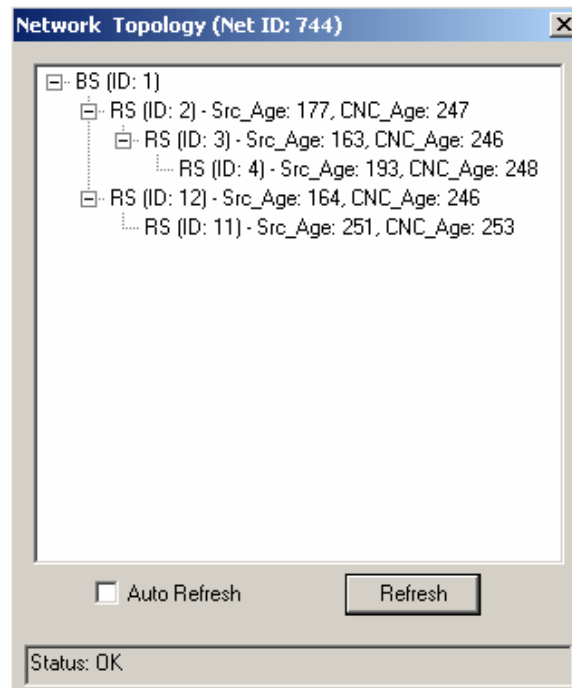 Network Topology (Net ID: 744)
BS (ID: 1)
RS (ID: 2) - Src_Age: 177, CNC_Age: 247
RS (ID: 3) - Src_Age: 163, CNC_Age: 246
RS (ID: 4) - Src_Age: 193, CNC_Age: 248
RS (ID: 12) - Src_Age: 164, CNC_Age: 246
RS (ID: 11) - Src_Age: 251, CNC_Age: 253
Auto Refresh
Refresh
Status: OK